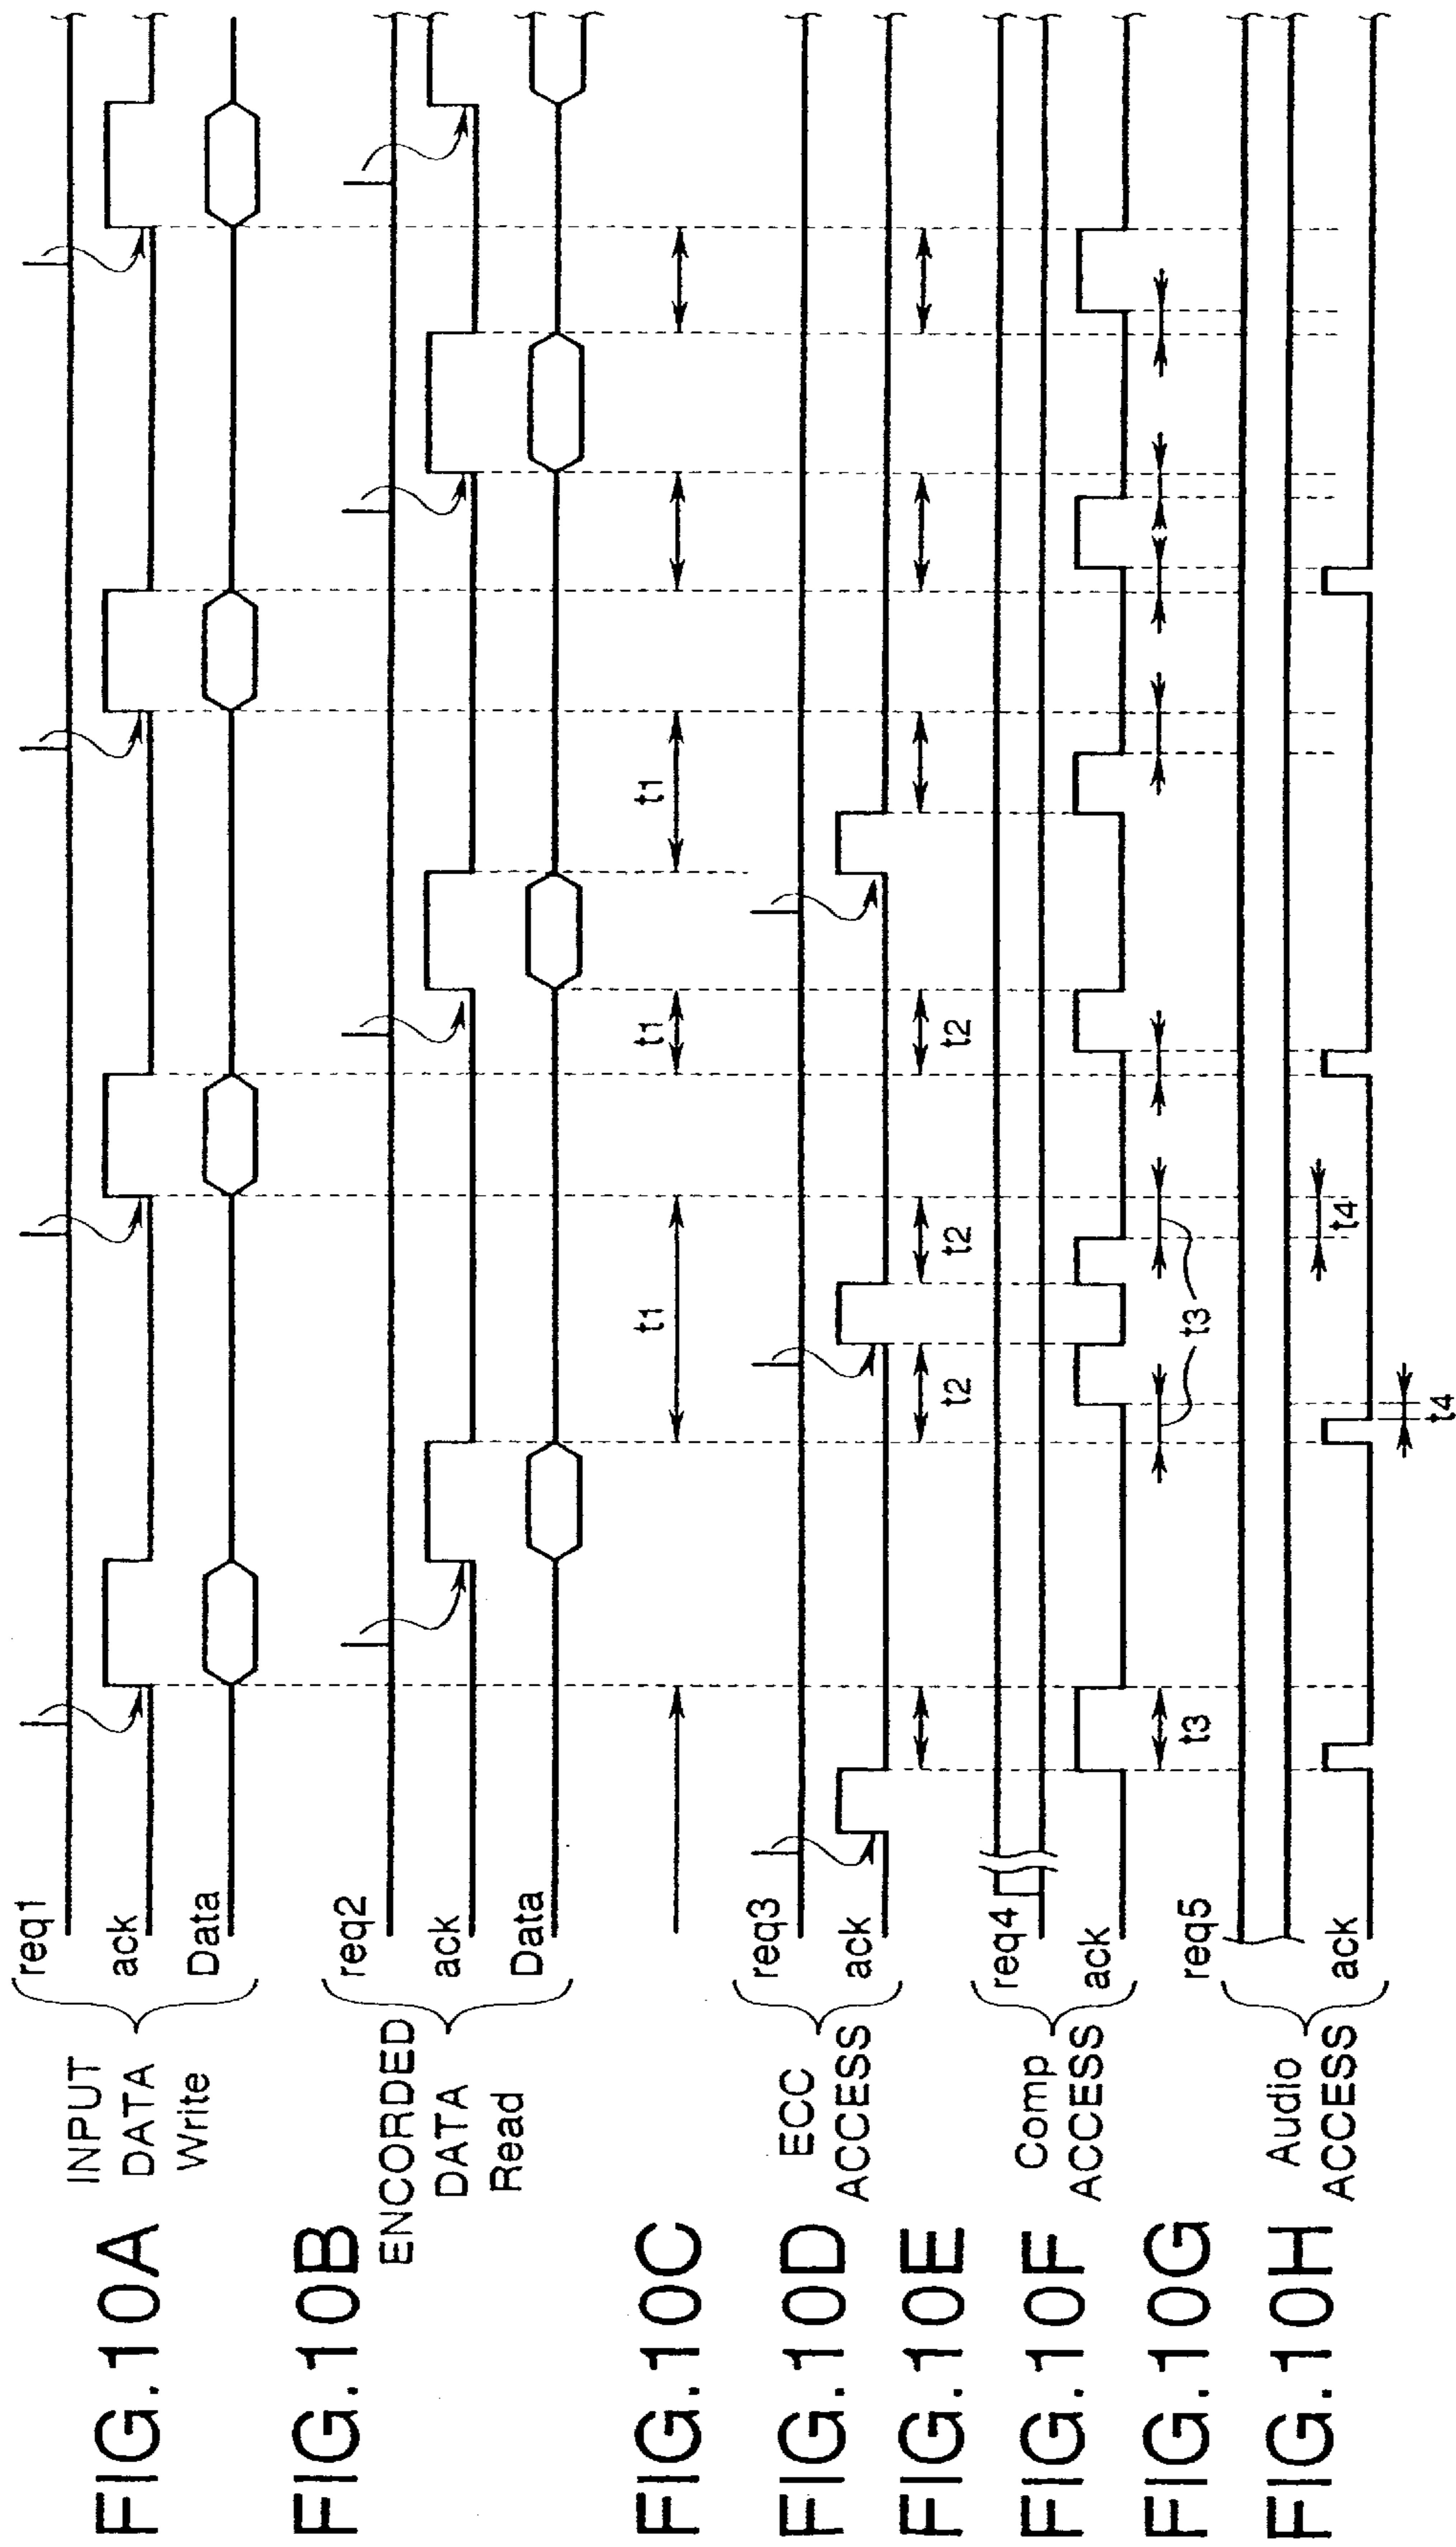 FIG.10A
INPUT
DATA
Write
req1
ack
Data
FIG.10B
ENCORDED
DATA
Read
req2
ack
Data
FIG.10C
t1
t1
t1
FIG.10D
ECC
ACCESS
req3
ack
FIG.10E
t2
t2
t2
FIG.10F
Comp
ACCESS
req4
ack
FIG.10G
t3
t3
FIG.10H
Audio
ACCESS
req5
ack
t4
t4